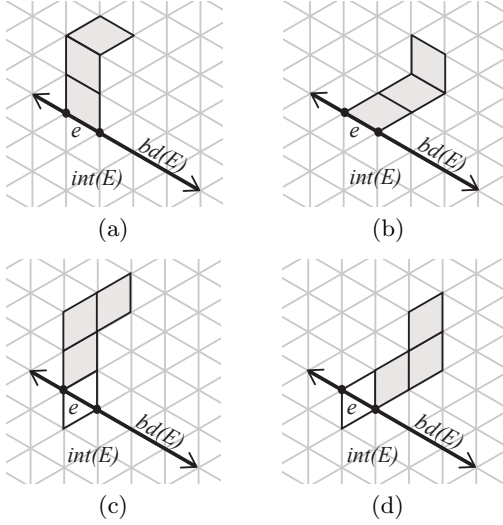 e
bd(E)
int(E)
(a)
e
bd(E)
int(E)
(b)
e
bd(E)
int(E)
(c)
e
bd(E)
int(E)
(d)